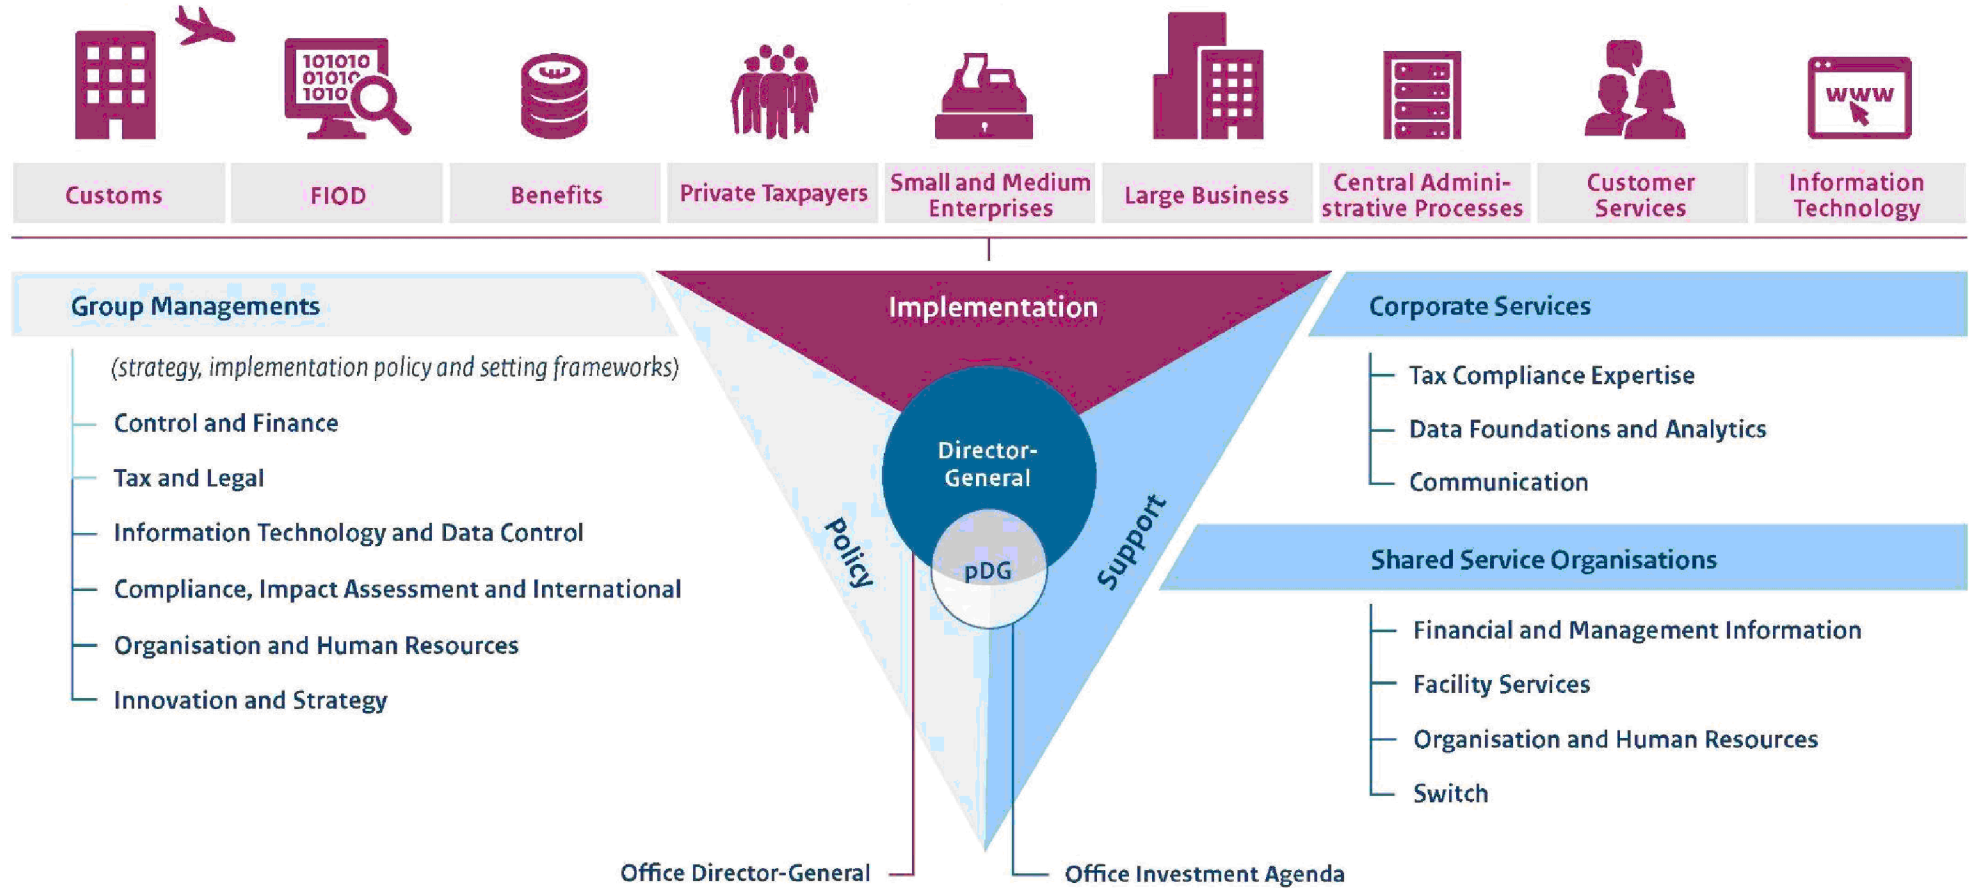 101010
01010
1010
www
Customs
FIOD
Benefits
Private Taxpayers
Small and Medium
Enterprises
Large Business
Central Admini-
strative Processes
Customer
Services
Information
Technology
Group Managements
(strategy, implementation policy and setting frameworks)
Control and Finance
Tax and Legal
Information Technology and Data Control
Compliance, Impact Assessment and International
Organisation and Human Resources
Innovation and Strategy
Implementation
Director-
General
pDG
Policy
Support
Corporate Services
Tax Compliance Expertise
Data Foundations and Analytics
Communication
Shared Service Organisations
Financial and Management Information
Facility Services
Organisation and Human Resources
Switch
Office Director-General
Office Investment Agenda